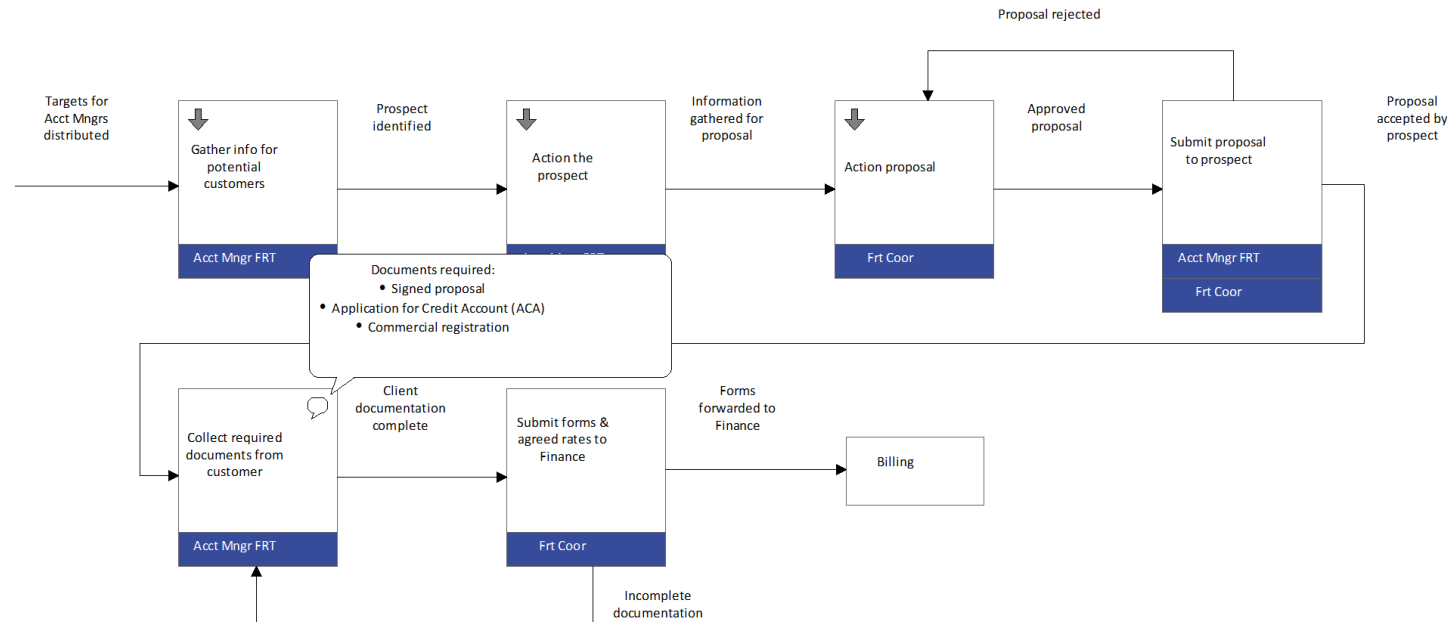 Proposal rejected
Targets for
Acct Mngrs
distributed
Prospect
identified
Information
gathered for
proposal
Approved
proposal
Proposal
accepted by
prospect
Gather info for
potential
customers
Action the
prospect
Action proposal
Submit proposal
to prospect
Acct Mngr FRT
Frt Coor
Acct Mngr FRT
Frt Coor
Documents required:
• Signed proposal
• Application for Credit Account (ACA)
• Commercial registration
Client
documentation
complete
Forms
forwarded to
Finance
Collect required
documents from
customer
Submit forms &
agreed rates to
Finance
Billing
Acct Mngr FRT
Frt Coor
Incomplete
documentation